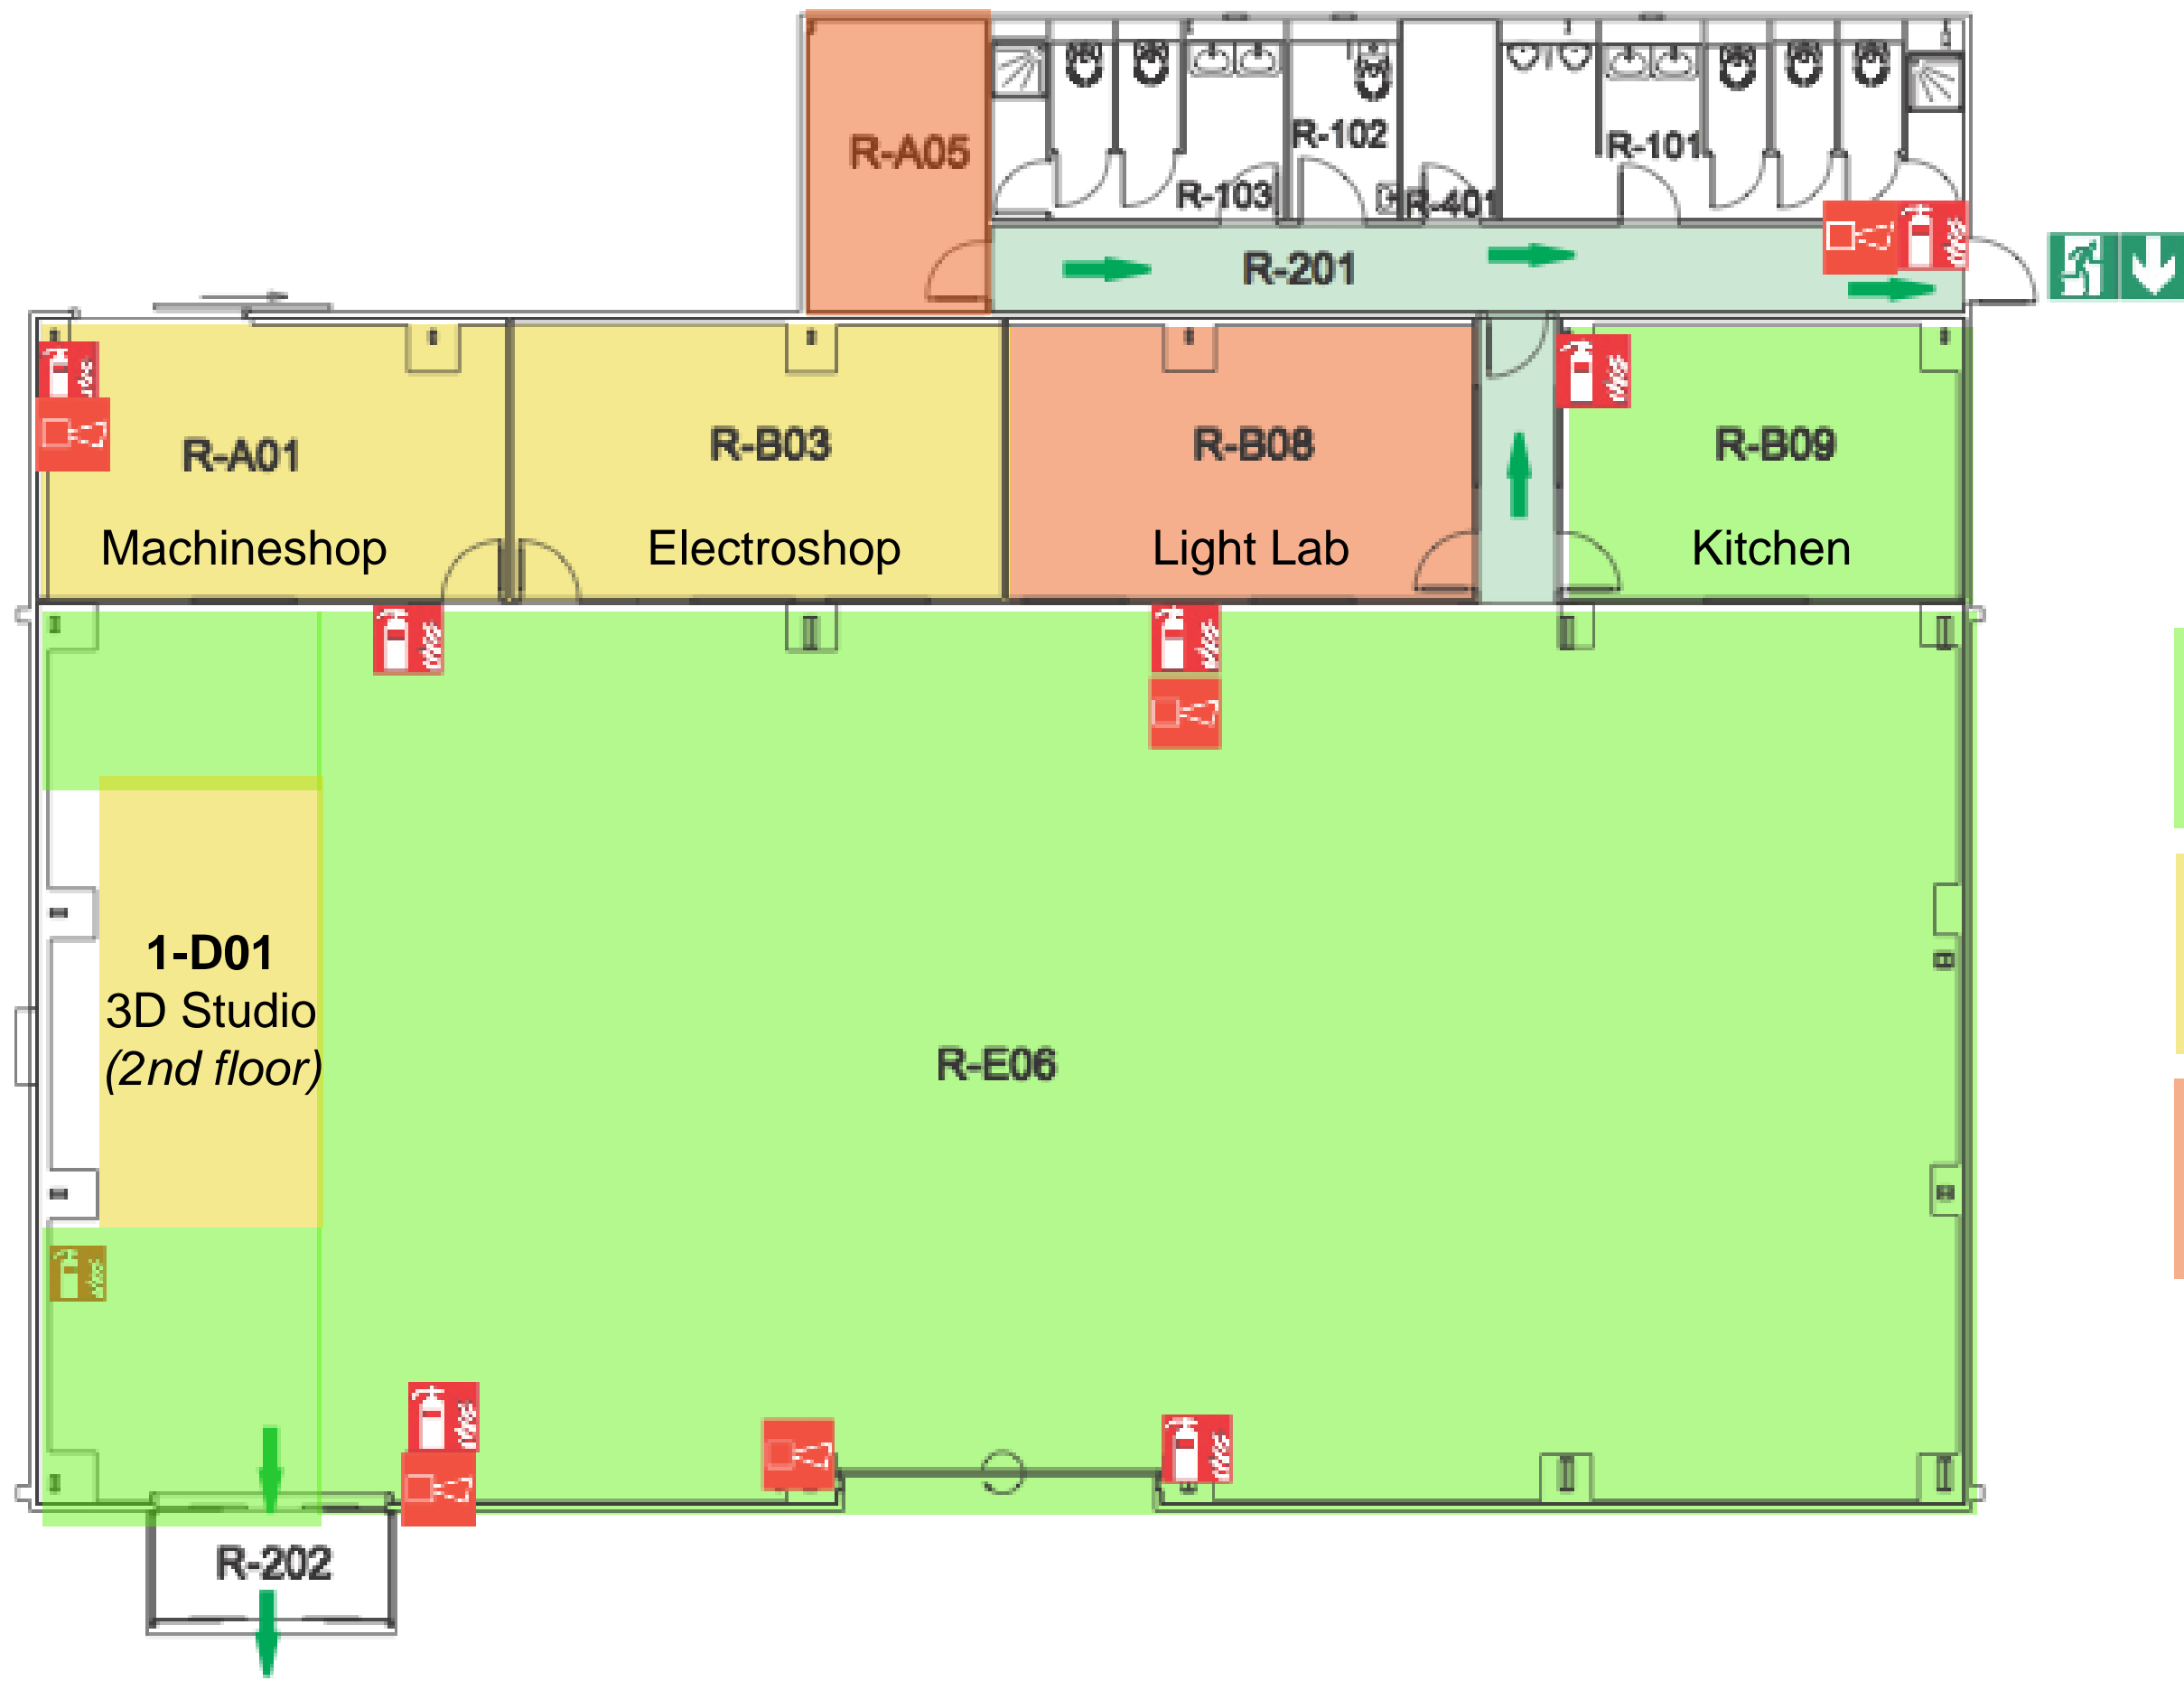 R-A05
R-102
R-101
R-103
R-401
R-201
R-A01
R-B03
R-B08
R-B09
Machineshop
Electroshop
Light Lab
Kitchen
1-D01
3D Studio
(2nd floor)
R-E06
R-202